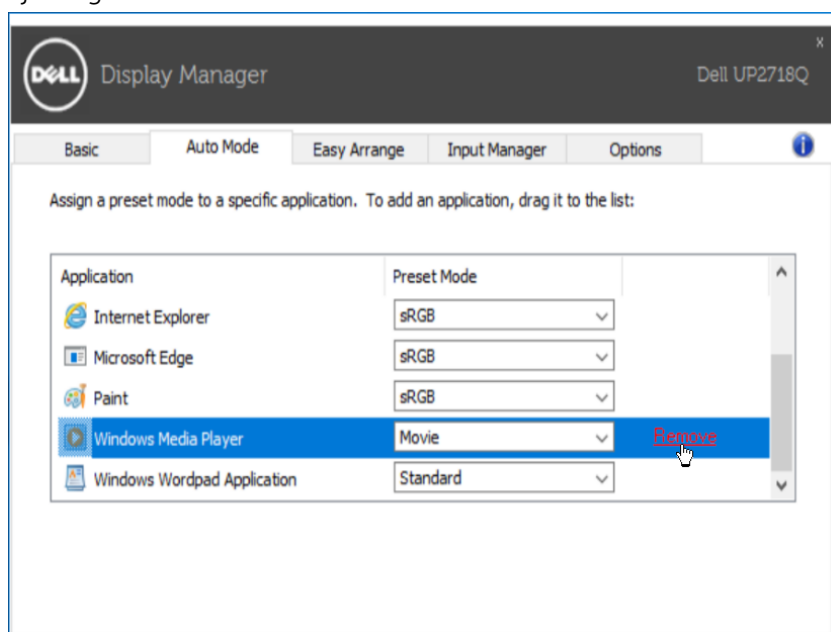 DELL Display Manager
x
Dell UP2718Q
Basic Auto Mode Easy Arrange Input Manager Options
Assign a preset mode to a specific application. To add an application, drag it to the list:
Application Preset Mode
Internet Explorer sRGB
Microsoft Edge sRGB
Paint sRGB
Windows Media Player Movie Remove
Windows Wordpad Application Standard